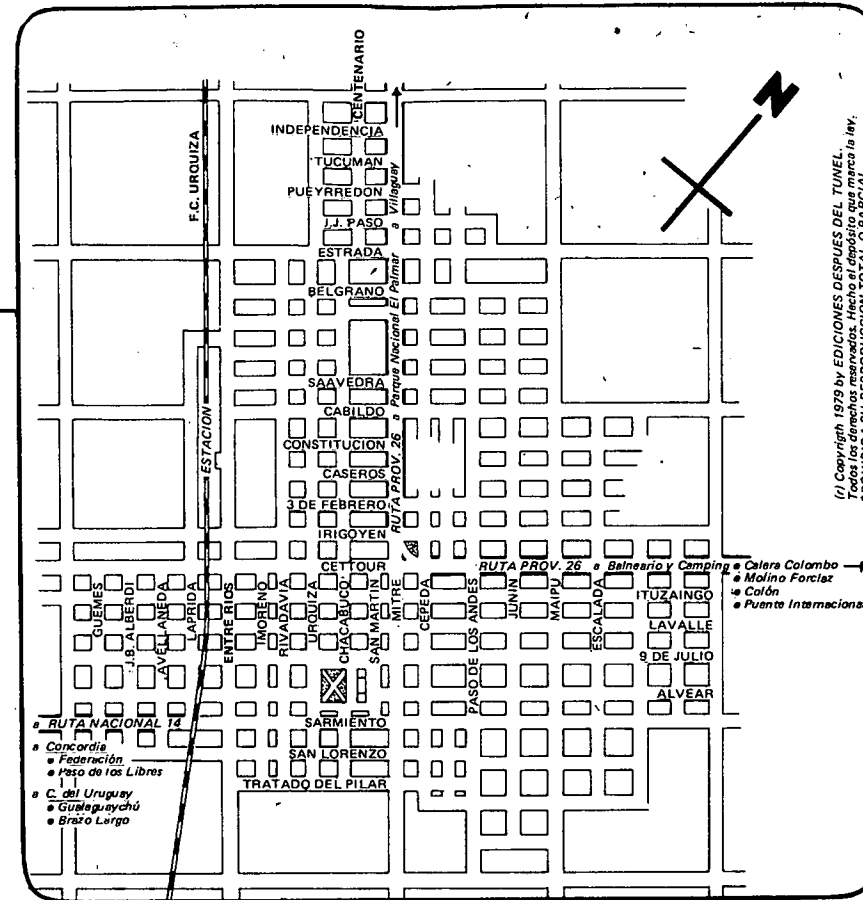 CENTENARIO
INDEPENDENCIA
TUCUMAN
PUEYRREDON
J.J. PASO
ESTRADA
BELGRANO
SAAVEDRA
CABILDO
CONSTITUCION
CASEROS
3 DE FEBRERO
IRIGOYEN
CETTOUR
F.C. URQUIZA
ESTACION
RUTA PROV. 26 a Parque Nacional El Palmar a Villaguay
N
(r) Copyrigth 1979 by EDICIONES DESPUES DEL TUNEL.
Todos los derechos reservados. Hecho el depósito que marca la ley.
RUTA PROV. 26 a Balneario y Camping • Calera Colombo
• Molino Forclaz
• Colón
• Puente Internacional
GUEMES
J.B. ALBERDI
AVELLANEDA
LAPRIDA
ENTRE RIOS
MORENO
RIVADAVIA
URQUIZA
CHACABUCO
SAN MARTIN
MITRE
CEPEDA
PASO DE LOS ANDES
JUNIN
MAIPU
ESCALADA
ITUZAINGO
LAVALLE
9 DE JULIO
ALVEAR
SARMIENTO
SAN LORENZO
TRATADO DEL PILAR
a RUTA NACIONAL 14
a Concordia
• Federación
• Paso de los Libres
a C. del Uruguay
• Gualeguaychú
• Brazo Largo